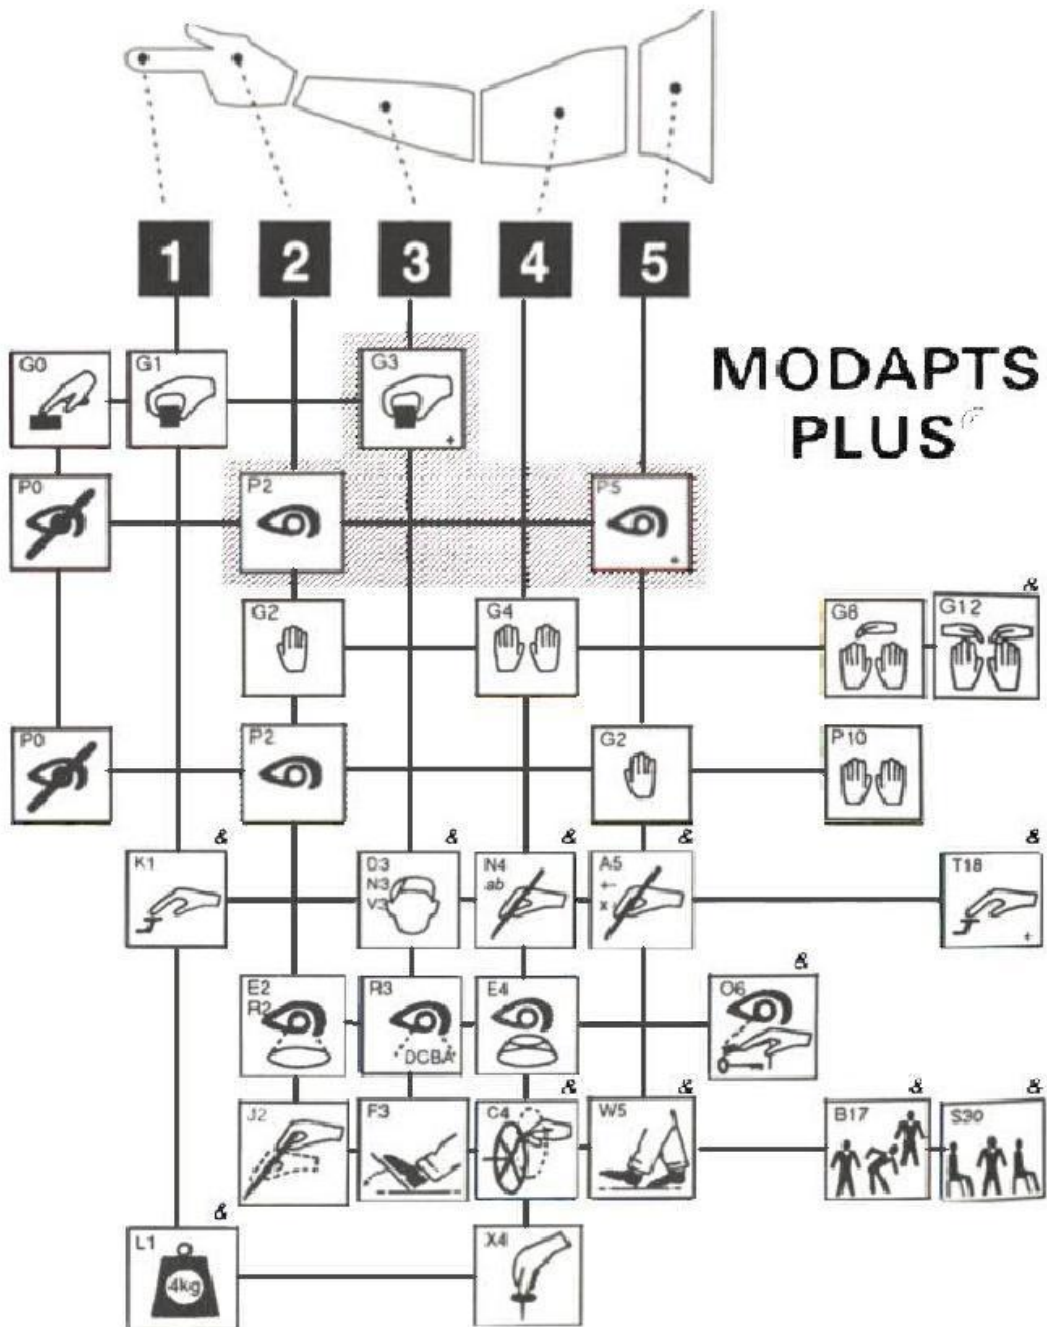 1 2 3 4 5
MODAPTS
PLUS
G0 G1 G3
+
P0 P2 P5
&
G2 G4 G8 G12
P0 P2 G2 P10
& & & & &
K1 D3 N4 A5 T18
N3 ab +-
V3 x
+
&
E2 R3 E4 O6
R2
DCBA
& & & &
J2 F3 C4 W5 B17 S30
&
L1 X4
4kg